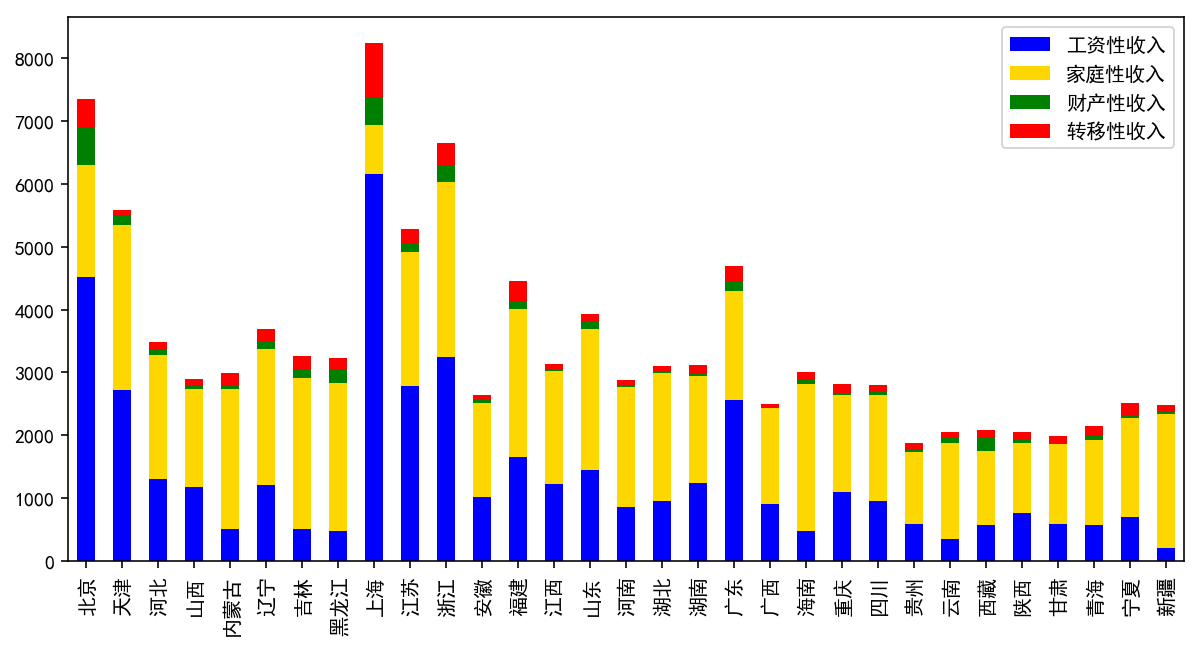 8000
7000
6000
5000
4000
3000
2000
1000
0
工资性收入
家庭性收入
财产性收入
转移性收入
北京
天津
河北
山西
内蒙古
辽宁
吉林
黑龙江
上海
江苏
浙江
安徽
福建
江西
山东
河南
湖北
湖南
广东
广西
海南
重庆
四川
贵州
云南
西藏
陕西
甘肃
青海
宁夏
新疆